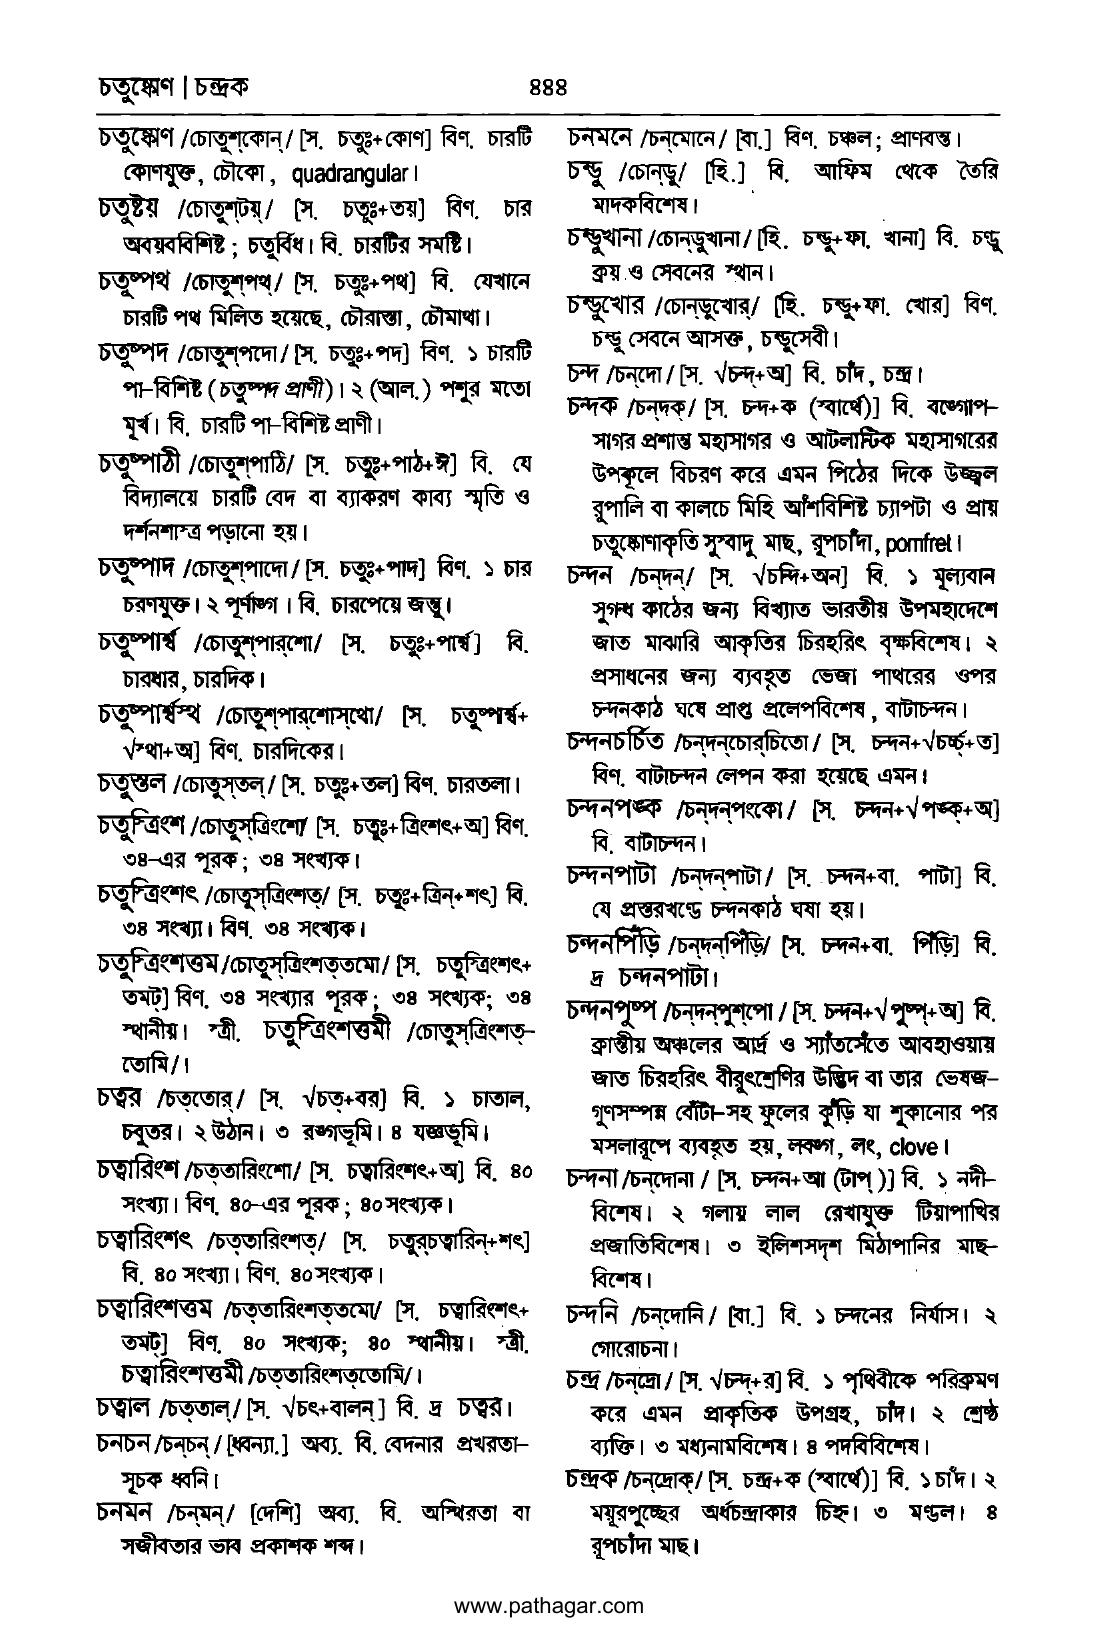 চতুষ্কোণ | চন্দ্রক
৪৪৪
চতুষ্কোণ /চোতুশ্‌কোন্/ [স. চতুঃ+কোণ] বিণ. চারটি
কোণযুক্ত, চৌকো, quadrangular।
চতুষ্টয় /চোতুশ্‌টয়্/ [স. চতুঃ+তয়] বিণ. চার
অবয়ববিশিষ্ট; চতুর্বিধ। বি. চারটির সমষ্টি।
চতুষ্পথ /চোতুশ্‌পথ্/ [স. চতুঃ+পথ] বি. যেখানে
চারটি পথ মিলিত হয়েছে, চৌরাস্তা, চৌমাথা।
চতুষ্পদ /চোতুশ্‌পদো/ [স. চতুঃ+পদ] বিণ. ১ চারটি
পা-বিশিষ্ট (চতুষ্পদ প্রাণী)। ২ (আল.) পশুর মতো
মূর্খ। বি. চারটি পা-বিশিষ্ট প্রাণী।
চতুষ্পাঠী /চোতুশ্‌পাঠি/ [স. চতুঃ+পাঠ+ঈ] বি. যে
বিদ্যালয়ে চারটি বেদ বা ব্যাকরণ কাব্য স্মৃতি ও
দর্শনশাস্ত্র পড়ানো হয়।
চতুষ্পাদ /চোতুশ্‌পাদো/ [স. চতুঃ+পাদ] বিণ. ১ চার
চরণযুক্ত। ২ পূর্ণাঙ্গ। বি. চারপেয়ে জন্তু।
চতুষ্পার্শ্ব /চোতুশ্‌পার্‌শো/ [স. চতুঃ+পার্শ্ব] বি.
চারধার, চারদিক।
চতুষ্পার্শ্বস্থ /চোতুশ্‌পার্‌শোস্‌থো/ [স. চতুষ্পার্শ্ব+
√স্থা+অ] বিণ. চারদিকের।
চতুস্তল /চোতুস্‌তল্/ [স. চতুঃ+তল] বিণ. চারতলা।
চতুস্ত্রিংশ /চোতুস্‌ত্রিংশো/ [স. চতুঃ+ত্রিংশৎ+অ] বিণ.
৩৪-এর পূরক; ৩৪ সংখ্যক।
চতুস্ত্রিংশৎ /চোতুস্‌ত্রিংশত্/ [স. চতুঃ+ত্রিন্+শৎ] বি.
৩৪ সংখ্যা। বিণ. ৩৪ সংখ্যক।
চতুস্ত্রিংশত্তম /চোতুস্‌ত্রিংশত্‌তমো/ [স. চতুস্ত্রিংশৎ+
তমট্] বিণ. ৩৪ সংখ্যার পূরক; ৩৪ সংখ্যক; ৩৪
স্থানীয়। স্ত্রী. চতুস্ত্রিংশত্তমী /চোতুস্‌ত্রিংশত্‌-
তোমি/।
চত্বর /চত্‌তোর্/ [স. √চত্+বর] বি. ১ চাতাল,
চবুতর। ২ উঠান। ৩ রঙ্গভূমি। ৪ যজ্ঞভূমি।
চত্বারিংশ /চত্‌তারিংশো/ [স. চত্বারিংশৎ+অ] বি. ৪০
সংখ্যা। বিণ. ৪০-এর পূরক; ৪০ সংখ্যক।
চত্বারিংশৎ /চত্‌তারিংশত্/ [স. চতুর্‌চত্বারিন্+শৎ]
বি. ৪০ সংখ্যা। বিণ. ৪০ সংখ্যক।
চত্বারিংশত্তম /চত্‌তারিংশত্‌তমো/ [স. চত্বারিংশৎ+
তমট্] বিণ. ৪০ সংখ্যক; ৪০ স্থানীয়। স্ত্রী.
চত্বারিংশত্তমী /চত্‌তারিংশত্‌তোমি/।
চত্বাল /চত্‌তাল্/ [স. √চৎ+বালন্] বি. দ্র চত্বর।
চনচন /চন্‌চন্/ [ধ্বন্যা.] অব্য. বি. বেদনার প্রখরতা-
সূচক ধ্বনি।
চনমন /চন্‌মন্/ [দেশি] অব্য. বি. অস্থিরতা বা
সজীবতার ভাব প্রকাশক শব্দ।
চনমনে /চন্‌মোনে/ [বা.] বিণ. চঞ্চল; প্রাণবন্ত।
চন্ডু /চোন্‌ডু/ [হি.] বি. আফিম থেকে তৈরি
মাদকবিশেষ।
চন্ডুখানা /চোন্‌ডুখানা/ [হি. চন্ডু+ফা. খানা] বি. চণ্ডু
ক্রয় ও সেবনের স্থান।
চন্ডুখোর /চোন্‌ডুখোর্/ [হি. চন্ডু+ফা. খোর] বিণ.
চন্ডু সেবনে আসক্ত, চন্ডুসেবী।
চন্দ /চন্‌দো/ [স. √চন্দ্+অ] বি. চাঁদ, চন্দ্র।
চন্দক /চন্‌দক্/ [স. চন্দ+ক (স্বার্থে)] বি. বঙ্গোপ-
সাগর প্রশান্ত মহাসাগর ও আটলান্টিক মহাসাগরের
উপকূলে বিচরণ করে এমন পিঠের দিকে উজ্জ্বল
রুপালি বা কালচে মিহি আঁশবিশিষ্ট চ্যাপটা ও প্রায়
চতুষ্কোণাকৃতি সুস্বাদু মাছ, রূপচাঁদা, pomfret।
চন্দন /চন্‌দন্/ [স. √চন্দি+অন] বি. ১ মূল্যবান
সুগন্ধ কাঠের জন্য বিখ্যাত ভারতীয় উপমহাদেশে
জাত মাঝারি আকৃতির চিরহরিৎ বৃক্ষবিশেষ। ২
প্রসাধনের জন্য ব্যবহৃত ভেজা পাথরের ওপর
চন্দনকাঠ ঘষে প্রাপ্ত প্রলেপবিশেষ, বাটাচন্দন।
চন্দনচর্চিত /চন্‌দন্‌চোর্‌চিতো/ [স. চন্দন+√চর্চ্চ্+ত]
বিণ. বাটাচন্দন লেপন করা হয়েছে এমন।
চন্দনপঙ্ক /চন্‌দন্‌পংকো/ [স. চন্দন+√পঙ্ক্+অ]
বি. বাটাচন্দন।
চন্দনপাটা /চন্‌দন্‌পাটা/ [স. চন্দন+বা. পাটা] বি.
যে প্রস্তরখণ্ডে চন্দনকাঠ ঘষা হয়।
চন্দনপিঁড়ি /চন্‌দন্‌পিঁড়ি/ [স. চন্দন+বা. পিঁড়ি] বি.
দ্র চন্দনপাটা।
চন্দনপুষ্প /চন্‌দন্‌পুশ্‌পো/ [স. চন্দন+√পুষ্প্+অ] বি.
ক্রান্তীয় অঞ্চলের আর্দ্র ও স্যাঁতসেঁতে আবহাওয়ায়
জাত চিরহরিৎ বীরুৎশ্রেণির উদ্ভিদ বা তার ভেষজ-
গুণসম্পন্ন বোঁটা-সহ ফুলের কুঁড়ি যা শুকানোর পর
মসলারূপে ব্যবহৃত হয়, লবঙ্গ, লং, clove।
চন্দনা /চন্‌দোনা/ [স. চন্দন+আ (টাপ্)] বি. ১ নদী-
বিশেষ। ২ গলায় লাল রেখাযুক্ত টিয়াপাখির
প্রজাতিবিশেষ। ৩ ইলিশসদৃশ মিঠাপানির মাছ-
বিশেষ।
চন্দনি /চন্‌দোনি/ [বা.] বি. ১ চন্দনের নির্যাস। ২
গোরোচনা।
চন্দ্র /চন্‌দ্রো/ [স. √চন্দ্+র] বি. ১ পৃথিবীকে পরিক্রমণ
করে এমন প্রাকৃতিক উপগ্রহ, চাঁদ। ২ শ্রেষ্ঠ
ব্যক্তি। ৩ মধ্যনামবিশেষ। ৪ পদবিবিশেষ।
চন্দ্রক /চন্‌দ্রোক্/ [স. চন্দ্র+ক (স্বার্থে)] বি. ১ চাঁদ। ২
ময়ূরপুচ্ছের অর্ধচন্দ্রাকার চিহ্ন। ৩ মণ্ডল। ৪
রূপচাঁদা মাছ।
www.pathagar.com